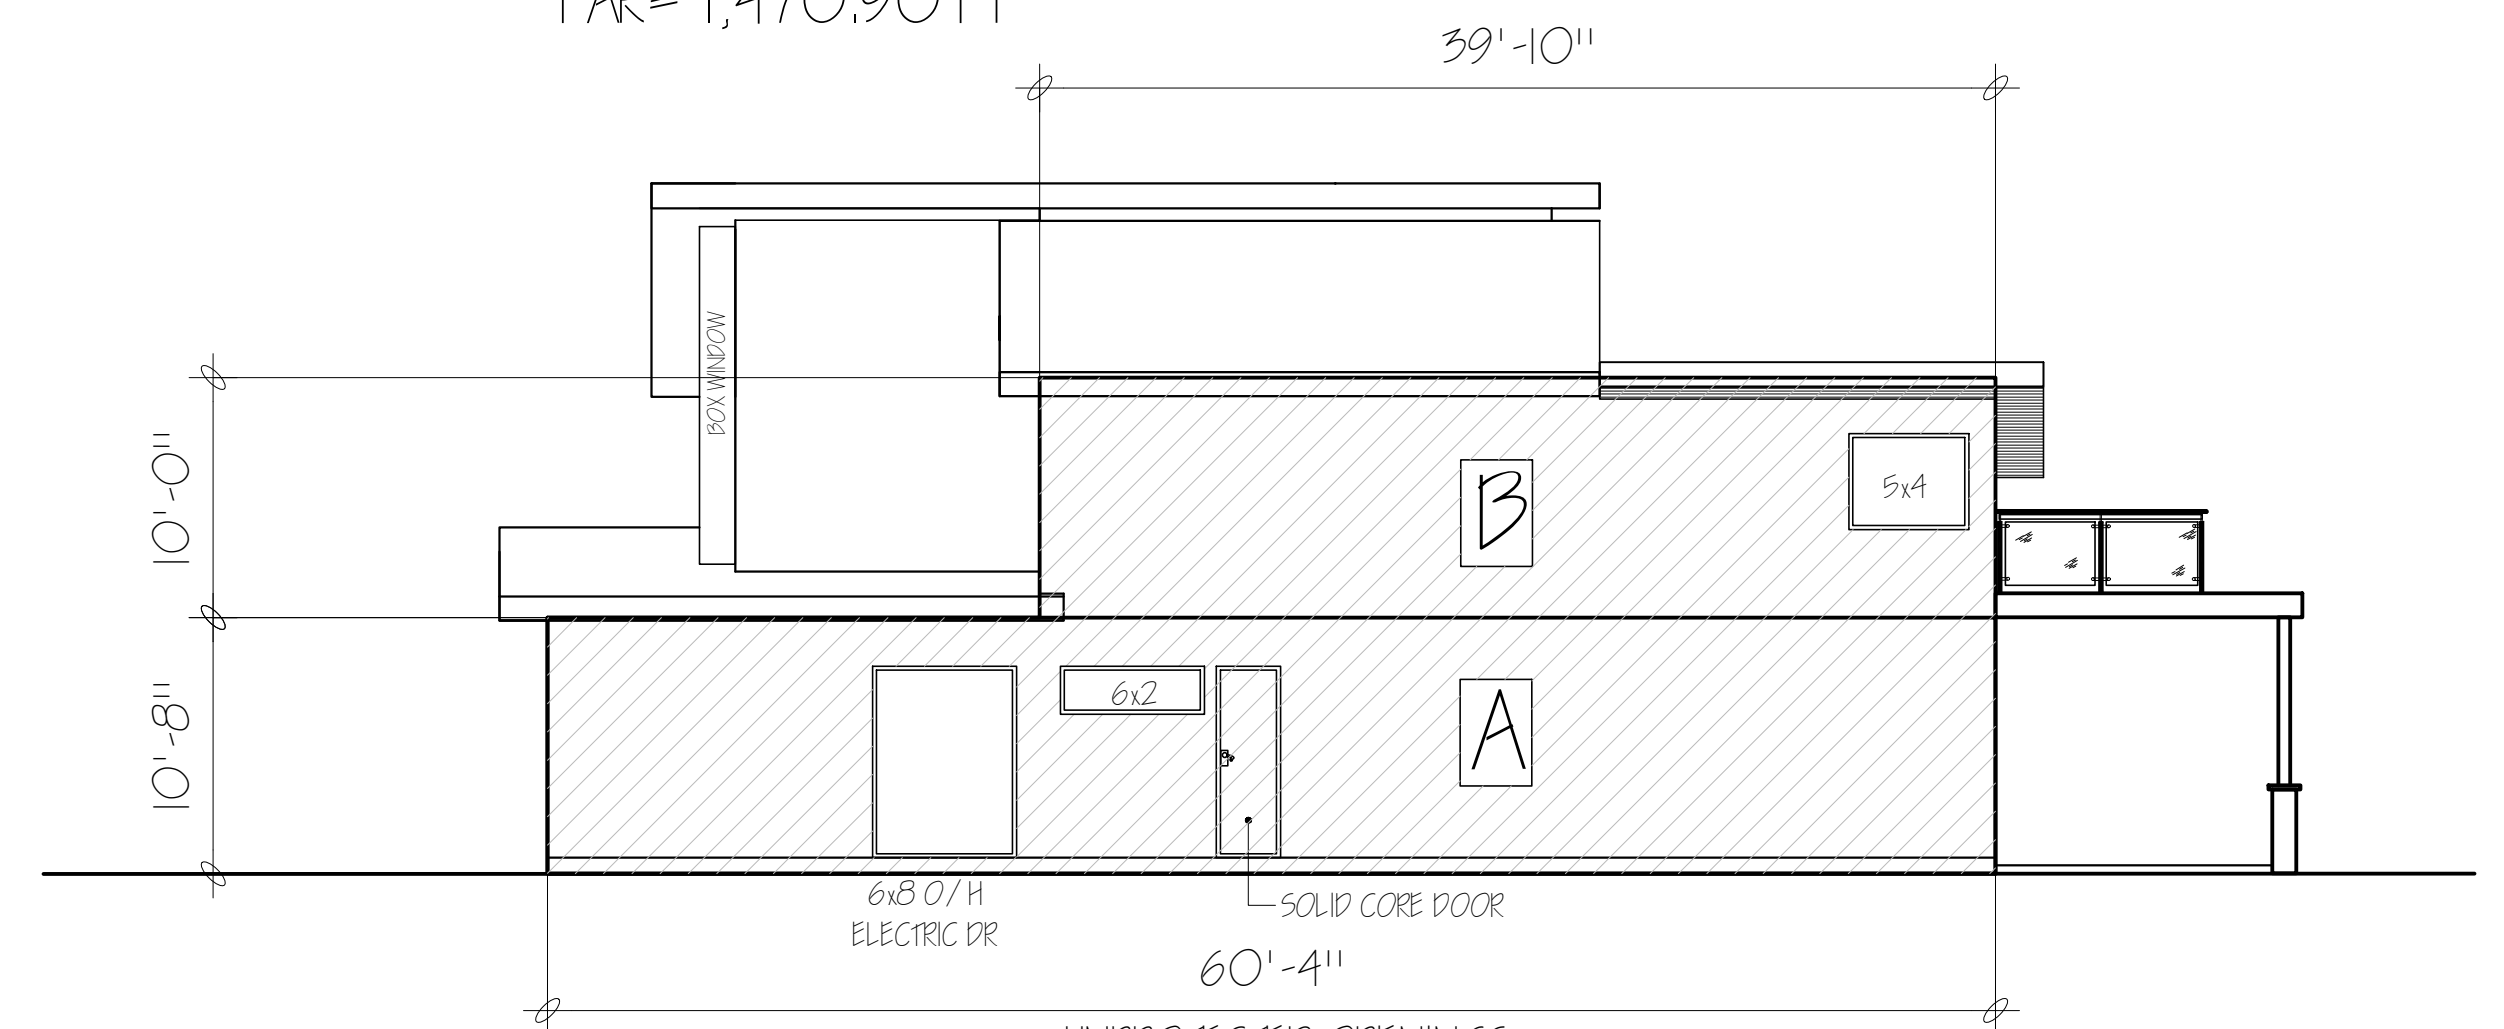 39'-10"
BOX WINDOW
10'-0"
B
5x4
10'-8"
6x2
A
6x8 O/H
ELECTRIC DR
SOLID CORE DOOR
60'-4"